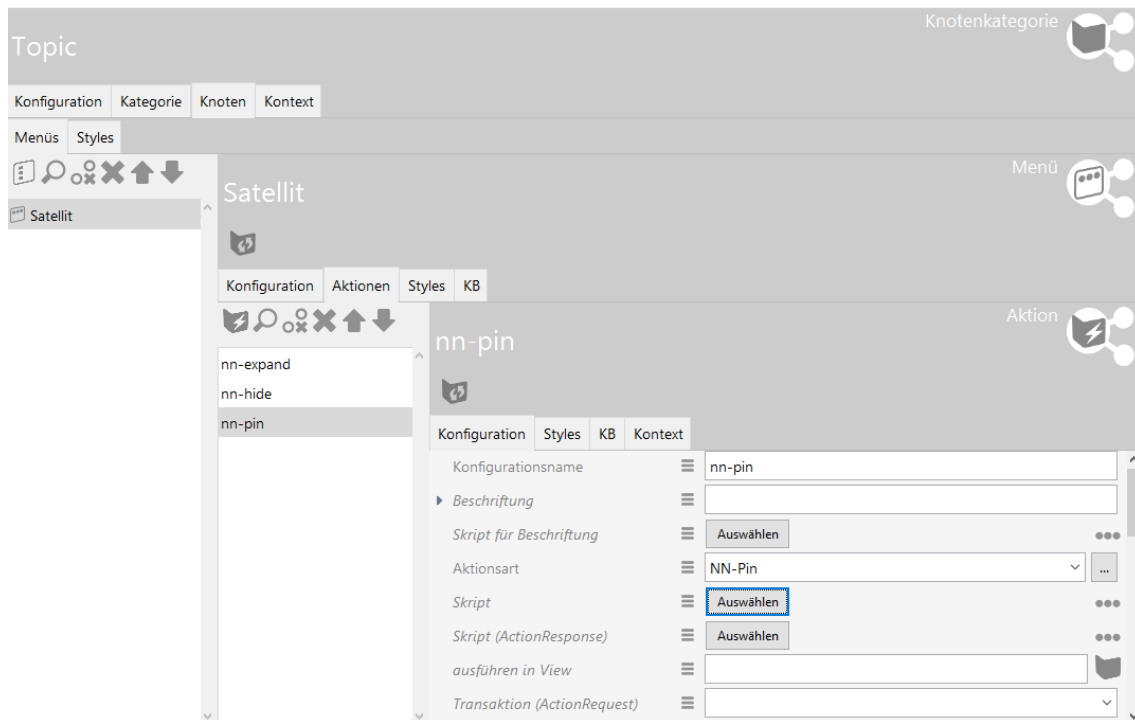 Knotenkategorie
Topic
Konfiguration Kategorie Knoten Kontext
Menüs Styles
Menü
Satellit
Satellit
Konfiguration Aktionen Styles KB
Aktion
nn-pin
nn-expand
nn-hide
nn-pin
Konfiguration Styles KB Kontext
Konfigurationsname nn-pin
Beschriftung
Skript für Beschriftung Auswählen
Aktionsart NN-Pin ...
Skript Auswählen
Skript (ActionResponse) Auswählen
ausführen in View
Transaktion (ActionRequest)